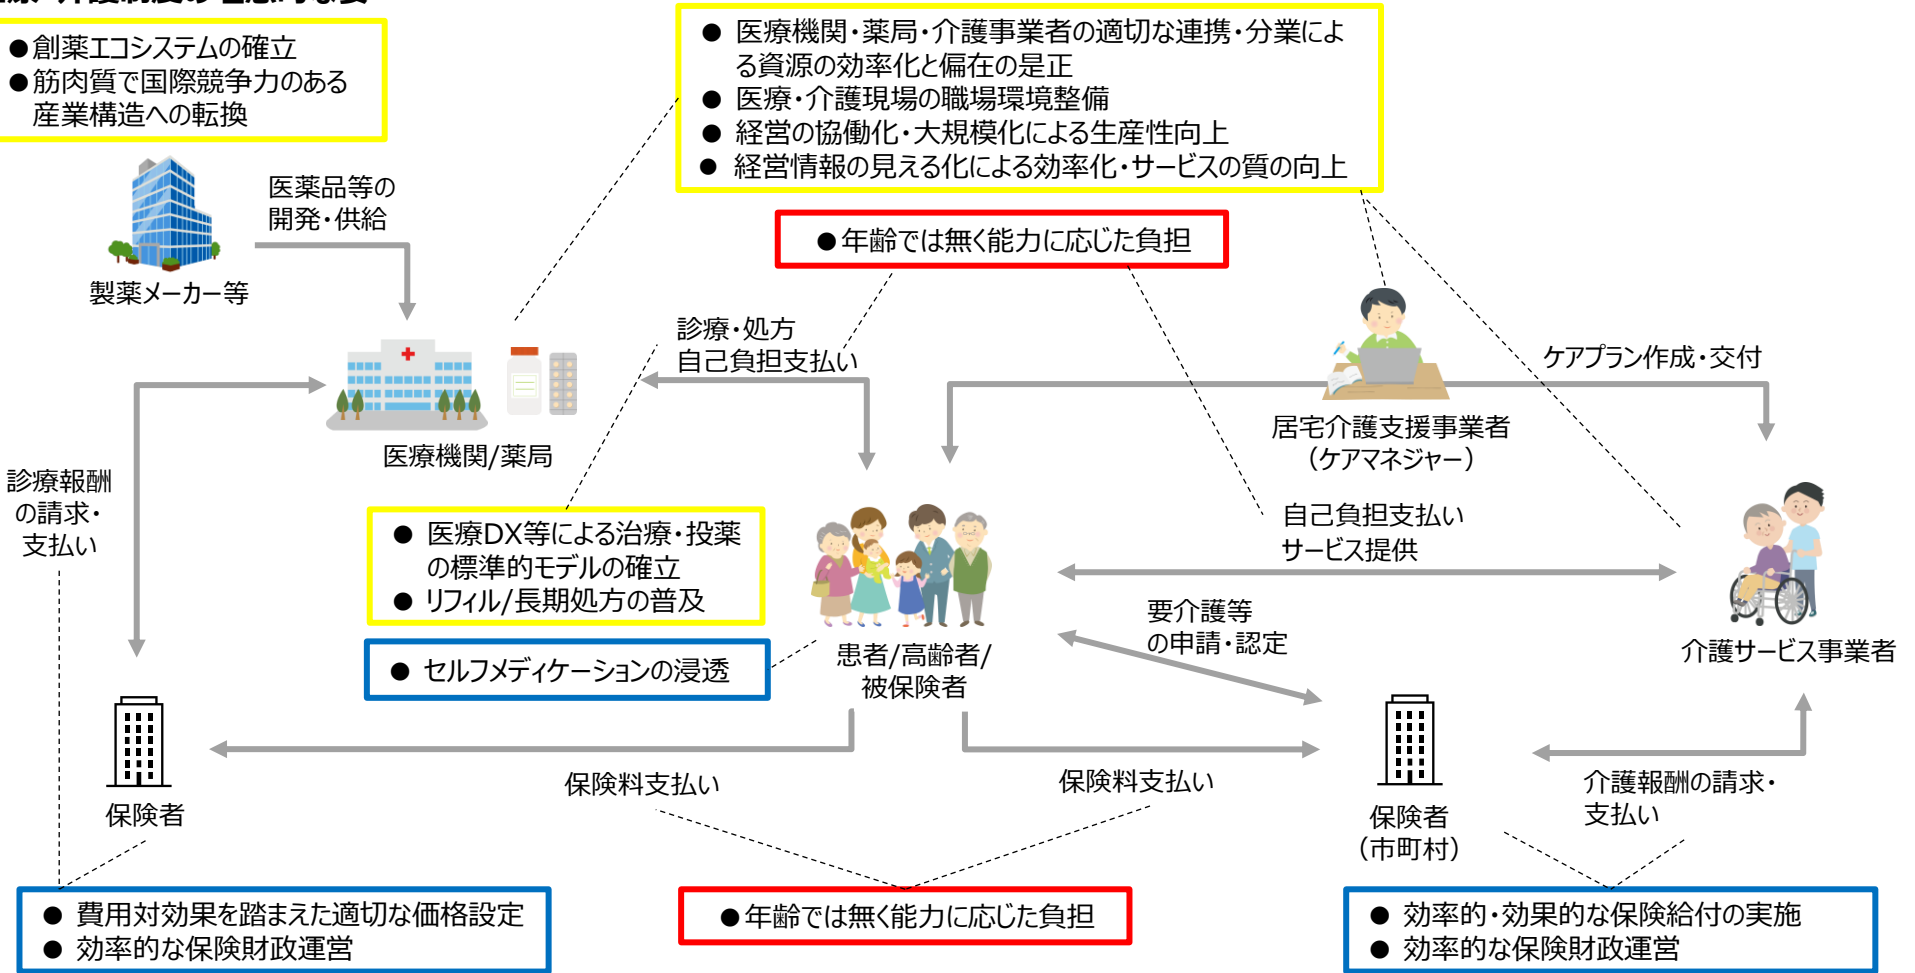 ●創薬エコシステムの確立
●筋肉質で国際競争力のある
産業構造への転換
● 医療機関・薬局・介護事業者の適切な連携・分業によ
る資源の効率化と偏在の是正
● 医療・介護現場の職場環境整備
● 経営の協働化・大規模化による生産性向上
● 経営情報の見える化による効率化・サービスの質の向上
医薬品等の
開発・供給
●年齢では無く能力に応じた負担
製薬メーカー等
診療・処方
自己負担支払い
ケアプラン作成・交付
医療機関/薬局
居宅介護支援事業者
（ケアマネジャー）
診療報酬
の請求・
支払い
● 医療DX等による治療・投薬
の標準的モデルの確立
● リフィル/長期処方の普及
自己負担支払い
サービス提供
● セルフメディケーションの浸透
患者/高齢者/
被保険者
要介護等
の申請・認定
介護サービス事業者
保険者
保険料支払い
保険料支払い
保険者
（市町村）
介護報酬の請求・
支払い
● 費用対効果を踏まえた適切な価格設定
● 効率的な保険財政運営
●年齢では無く能力に応じた負担
● 効率的・効果的な保険給付の実施
● 効率的な保険財政運営